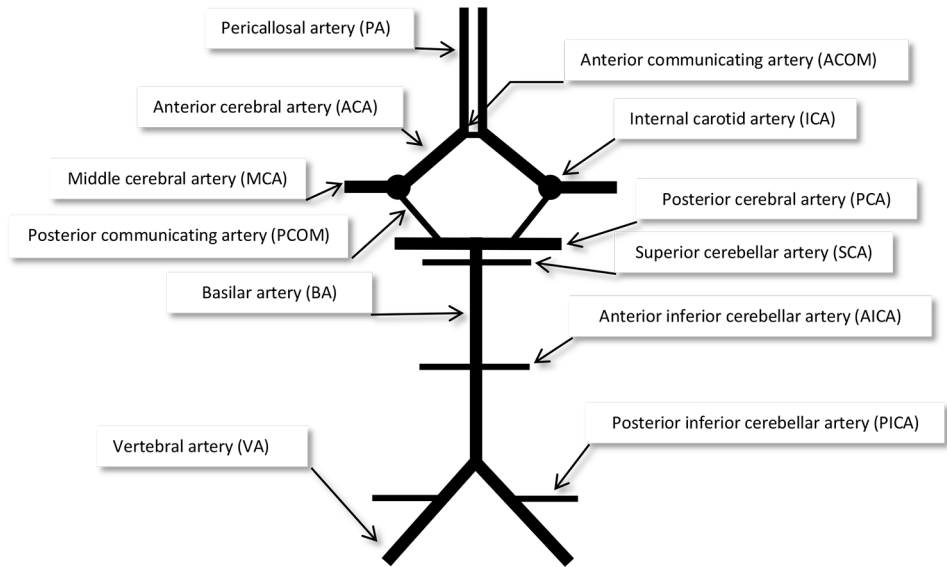 Pericallosal artery (PA)
Anterior communicating artery (ACOM)
Anterior cerebral artery (ACA)
Internal carotid artery (ICA)
Middle cerebral artery (MCA)
Posterior cerebral artery (PCA)
Posterior communicating artery (PCOM)
Superior cerebellar artery (SCA)
Basilar artery (BA)
Anterior inferior cerebellar artery (AICA)
Posterior inferior cerebellar artery (PICA)
Vertebral artery (VA)